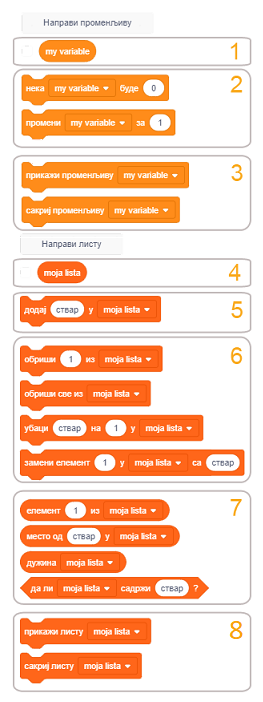 Направи променљиву
my variable 1
нека my variable буде 0 2
промени my variable за 1
прикажи променљиву my variable 3
сакриј променљиву my variable
Направи листу
moja lista 4
додај ствар у moja lista 5
обриши 1 из moja lista 6
обриши све из moja lista
убаци ствар на 1 у moja lista
замени елемент 1 у moja lista са ствар
елемент 1 из moja lista 7
место од ствар у moja lista
дужина moja lista
да ли moja lista садржи ствар ?
прикажи листу moja lista 8
сакриј листу moja lista